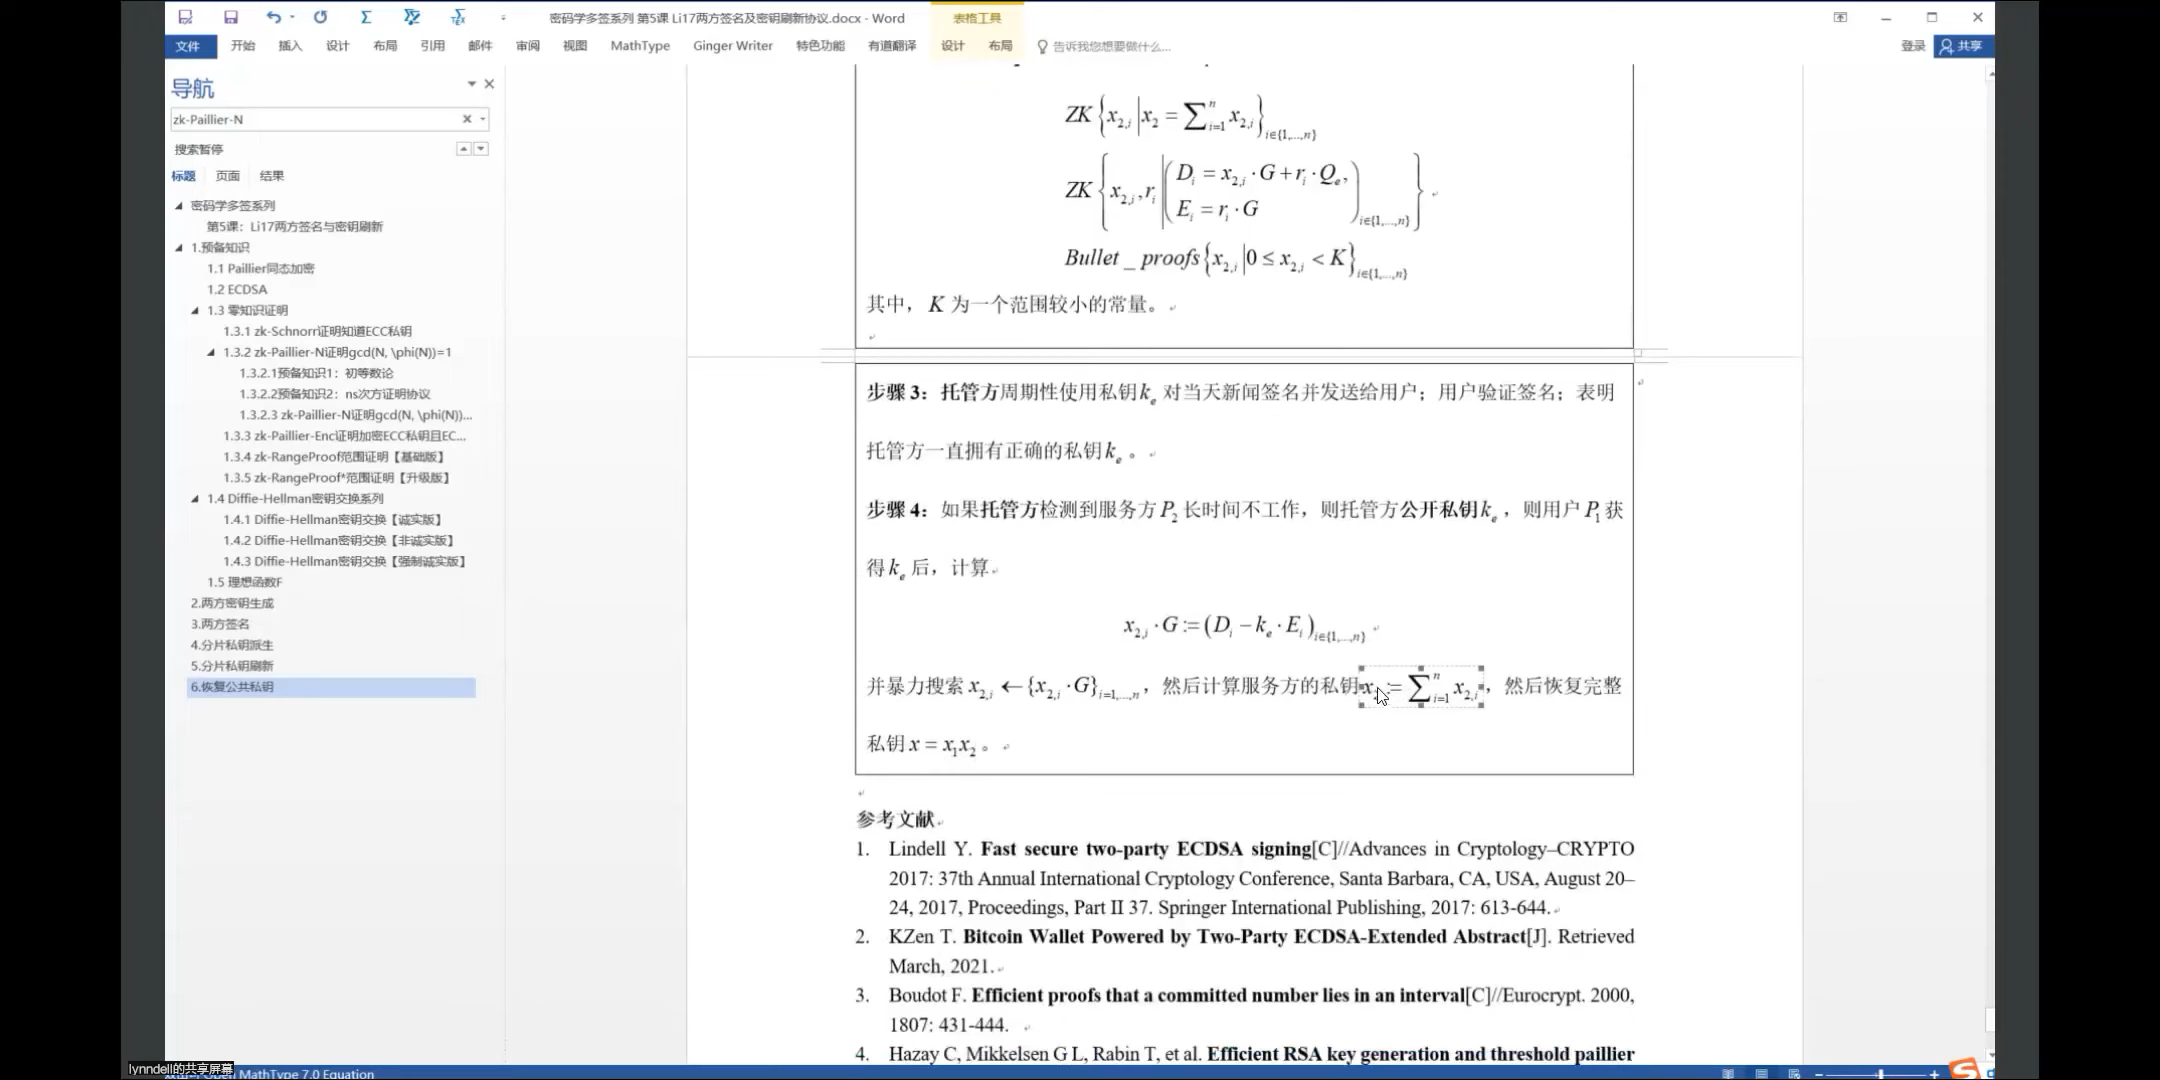 密码学多签系列 第5课 Li17两方签名及密钥刷新协议.docx - Word
表格工具
文件 开始 插入 设计 布局 引用 邮件 审阅 视图 MathType Ginger Writer 特色功能 有道翻译 设计 布局 告诉我您想要做什么... 登录 共享
导航
zk-Paillier-N
搜索暂停
标题 页面 结果
密码学多签系列
第5课：Li17两方签名与密钥刷新
1.预备知识
1.1 Paillier同态加密
1.2 ECDSA
1.3 零知识证明
1.3.1 zk-Schnorr证明知道ECC私钥
1.3.2 zk-Paillier-N证明gcd(N, \phi(N))=1
1.3.2.1预备知识1：初等数论
1.3.2.2预备知识2：ns次方证明协议
1.3.2.3 zk-Paillier-N证明gcd(N, \phi(N))...
1.3.3 zk-Paillier-Enc证明加密ECC私钥且EC...
1.3.4 zk-RangeProof范围证明【基础版】
1.3.5 zk-RangeProof*范围证明【升级版】
1.4 Diffie-Hellman密钥交换系列
1.4.1 Diffie-Hellman密钥交换【诚实版】
1.4.2 Diffie-Hellman密钥交换【非诚实版】
1.4.3 Diffie-Hellman密钥交换【强制诚实版】
1.5 理想函数F
2.两方密钥生成
3.两方签名
4.分片私钥派生
5.分片私钥刷新
6.恢复公共私钥
ZK {x_{2,i} | x_2 = ∑_{i=1}^n x_{2,i}}_{i∈{1,...,n}}
ZK {x_{2,i}, r_i | (D_i = x_{2,i} · G + r_i · Q_e,
E_i = r_i · G)_{i∈{1,...,n}}}
Bullet _ proofs {x_{2,i} | 0 ≤ x_{2,i} < K}_{i∈{1,...,n}}
其中，K 为一个范围较小的常量。
步骤 3：托管方周期性使用私钥 k_e 对当天新闻签名并发送给用户；用户验证签名；表明
托管方一直拥有正确的私钥 k_e 。
步骤 4：如果托管方检测到服务方 P_2 长时间不工作，则托管方公开私钥 k_e ，则用户 P_1 获
得 k_e 后，计算
x_{2,i} · G := (D_i − k_e · E_i)_{i∈{1,...,n}}
并暴力搜索 x_{2,i} ← {x_{2,i} · G}_{i=1,...,n}，然后计算服务方的私钥 x_2 := ∑_{i=1}^n x_{2,i}，然后恢复完整
私钥 x = x_1x_2 。
参考文献
1. Lindell Y. Fast secure two-party ECDSA signing[C]//Advances in Cryptology–CRYPTO
2017: 37th Annual International Cryptology Conference, Santa Barbara, CA, USA, August 20–
24, 2017, Proceedings, Part II 37. Springer International Publishing, 2017: 613-644.
2. KZen T. Bitcoin Wallet Powered by Two-Party ECDSA-Extended Abstract[J]. Retrieved
March, 2021.
3. Boudot F. Efficient proofs that a committed number lies in an interval[C]//Eurocrypt. 2000,
1807: 431-444.
4. Hazay C, Mikkelsen G L, Rabin T, et al. Efficient RSA key generation and threshold paillier
lynndell的共享屏幕
MathType 7.0 Equation